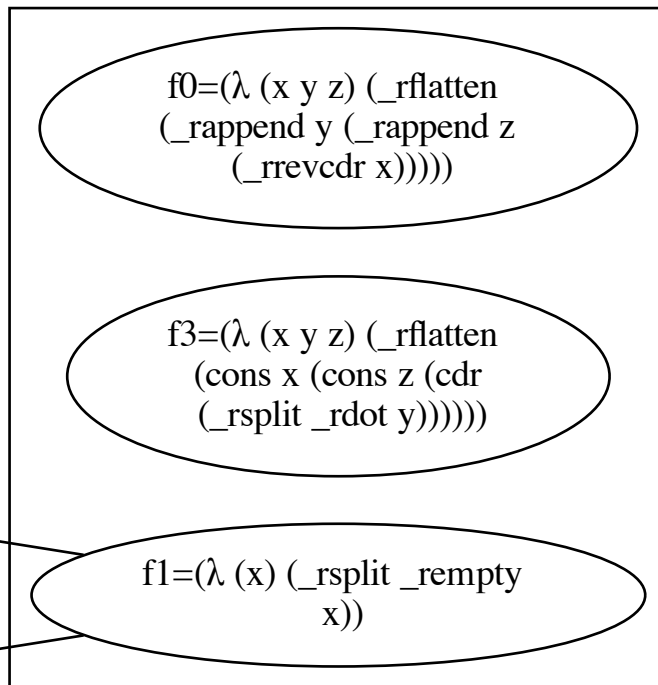 f0=(λ (x y z) (_rflatten
(_rappend y (_rappend z
(_rrevcdr x)))))
f3=(λ (x y z) (_rflatten
(cons x (cons z (cdr
(_rsplit _rdot y))))))
f1=(λ (x) (_rsplit _rempty
x))